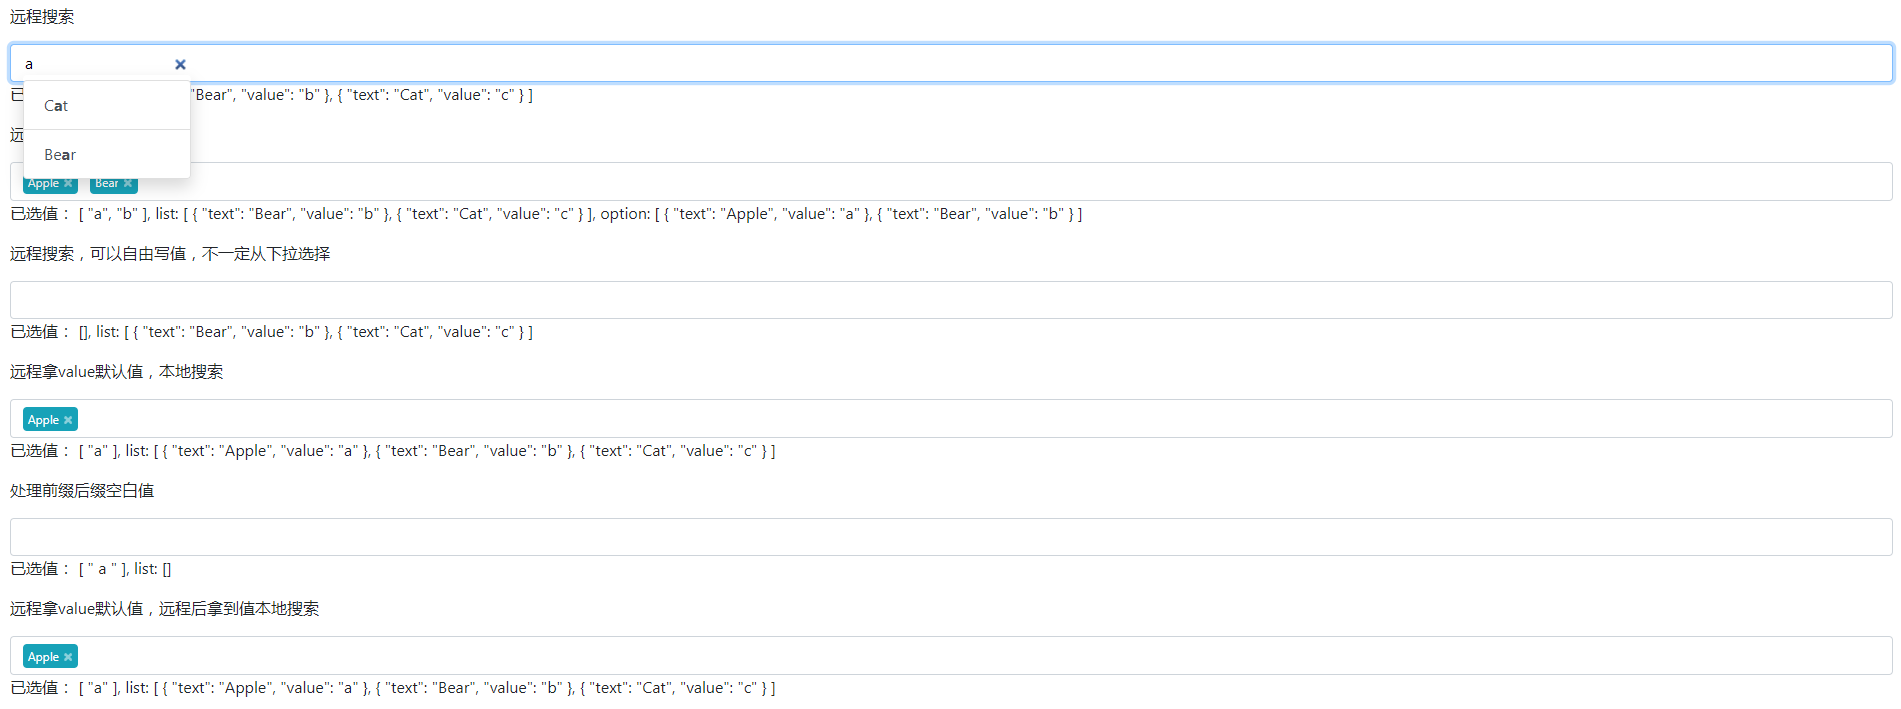 远程搜索
a
Cat
Bear
已 "Bear", "value": "b" }, { "text": "Cat", "value": "c" } ]
远
Apple Bear
已选值： [ "a", "b" ], list: [ { "text": "Bear", "value": "b" }, { "text": "Cat", "value": "c" } ], option: [ { "text": "Apple", "value": "a" }, { "text": "Bear", "value": "b" } ]
远程搜索，可以自由写值，不一定从下拉选择
已选值： [], list: [ { "text": "Bear", "value": "b" }, { "text": "Cat", "value": "c" } ]
远程拿value默认值，本地搜索
Apple
已选值： [ "a" ], list: [ { "text": "Apple", "value": "a" }, { "text": "Bear", "value": "b" }, { "text": "Cat", "value": "c" } ]
处理前缀后缀空白值
已选值： [ " a " ], list: []
远程拿value默认值，远程后拿到值本地搜索
Apple
已选值： [ "a" ], list: [ { "text": "Apple", "value": "a" }, { "text": "Bear", "value": "b" }, { "text": "Cat", "value": "c" } ]